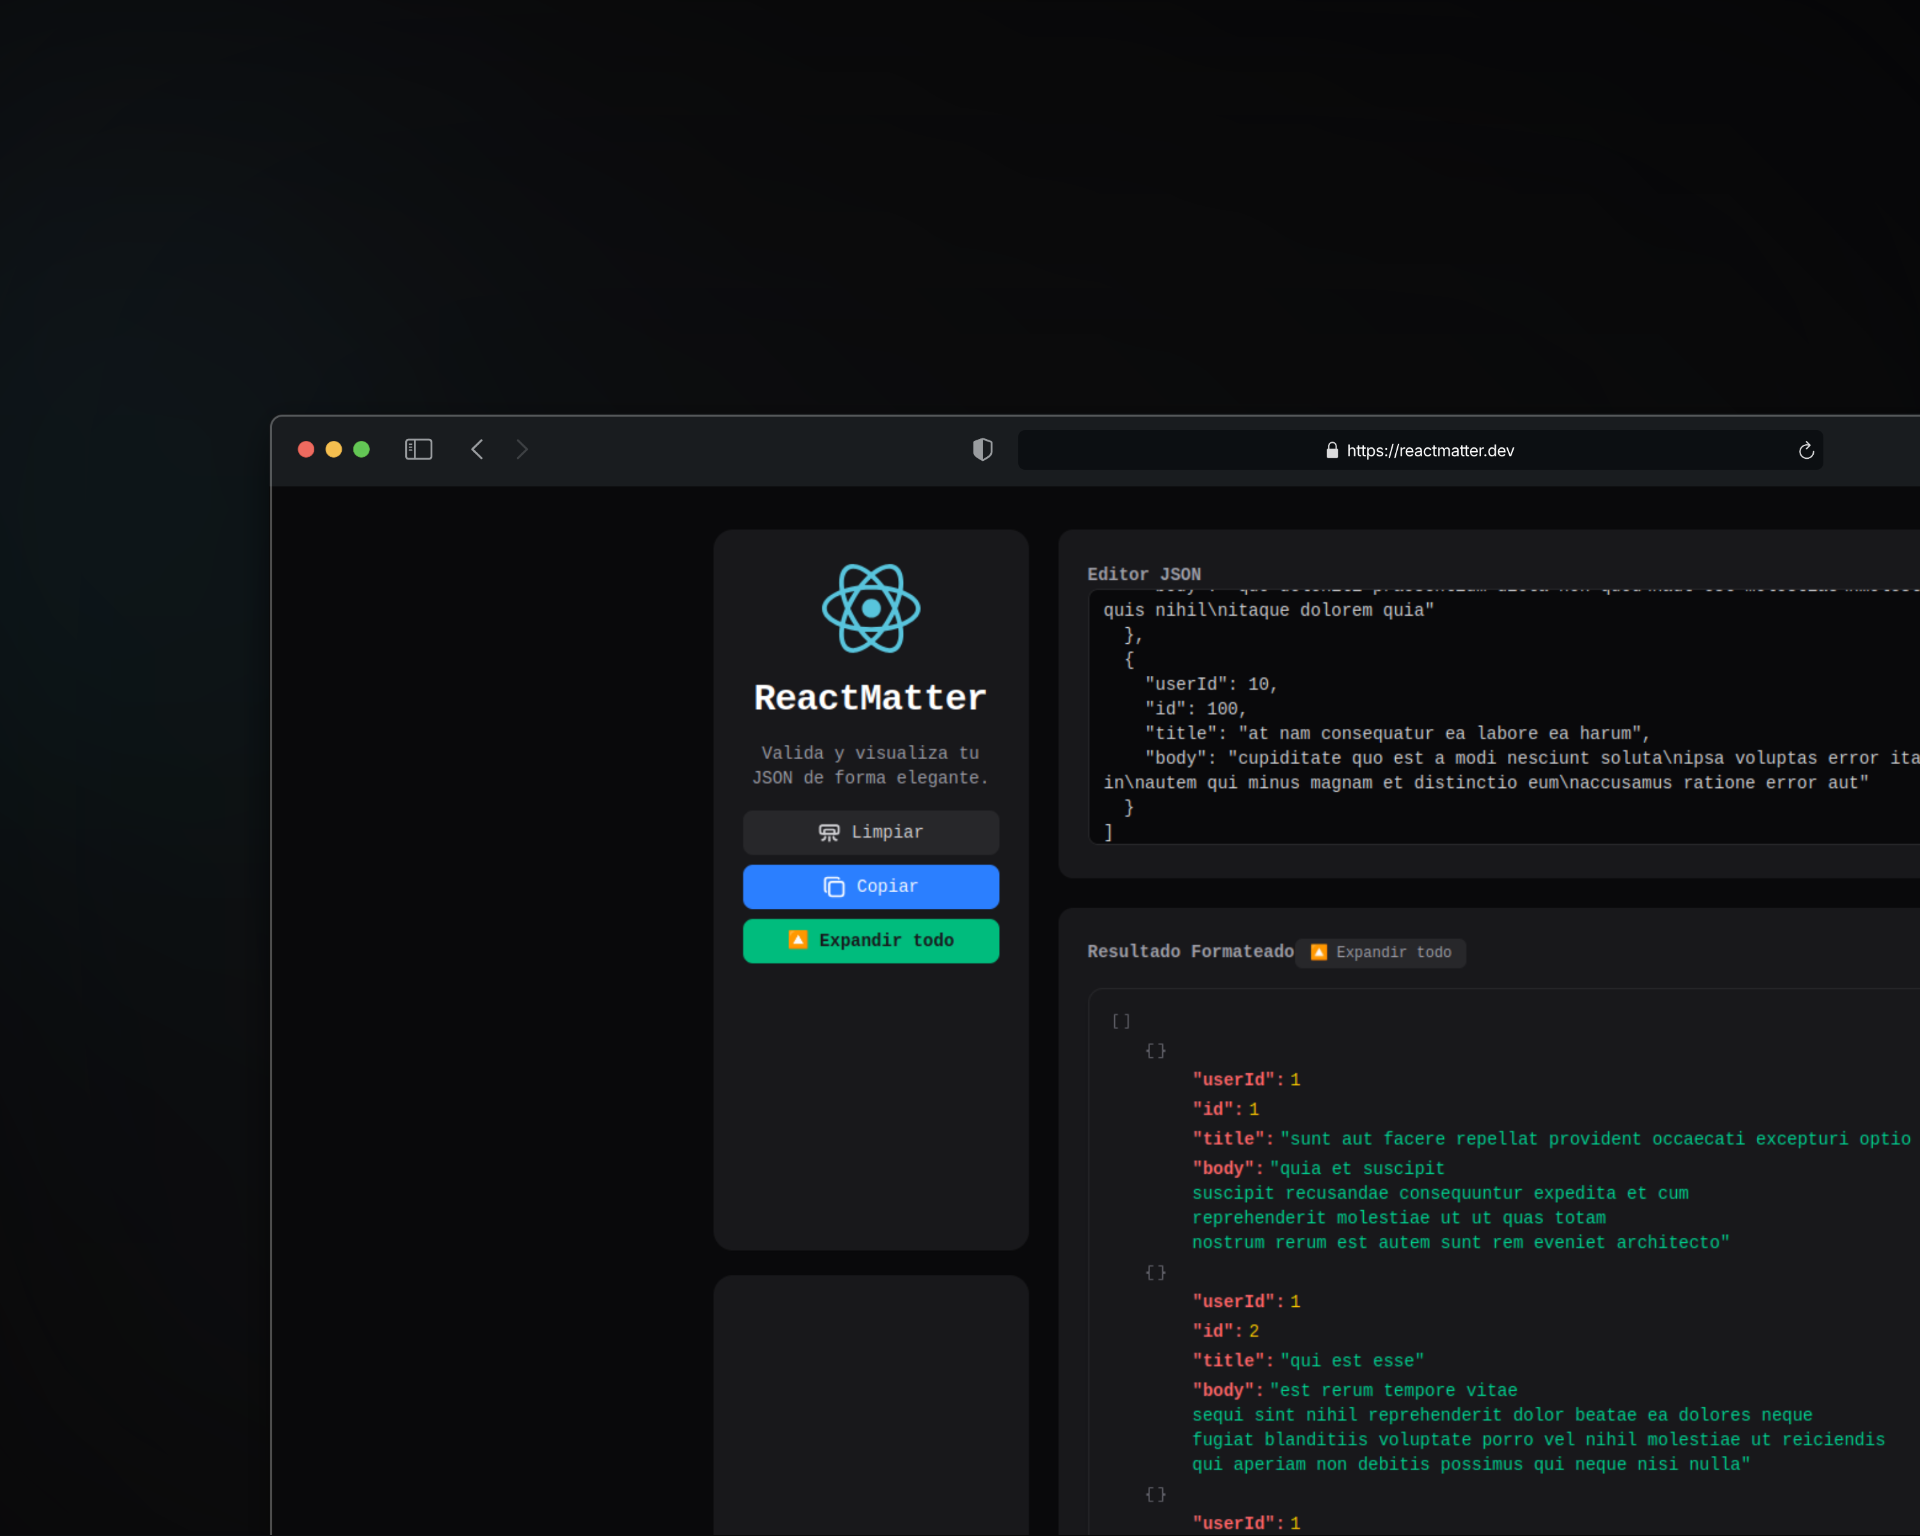 https://reactmatter.dev
ReactMatter
Valida y visualiza tu
JSON de forma elegante.
Limpiar
Copiar
Expandir todo
Editor JSON
quis nihil\nitaque dolorem quia"
},
{
"userId": 10,
"id": 100,
"title": "at nam consequatur ea labore ea harum",
"body": "cupiditate quo est a modi nesciunt soluta\nipsa voluptas error ita
in\nautem qui minus magnam et distinctio eum\naccusamus ratione error aut"
}
]
Resultado Formateado
Expandir todo
[]
{}
"userId": 1
"id": 1
"title": "sunt aut facere repellat provident occaecati excepturi optio
"body": "quia et suscipit
suscipit recusandae consequuntur expedita et cum
reprehenderit molestiae ut ut quas totam
nostrum rerum est autem sunt rem eveniet architecto"
{}
"userId": 1
"id": 2
"title": "qui est esse"
"body": "est rerum tempore vitae
sequi sint nihil reprehenderit dolor beatae ea dolores neque
fugiat blanditiis voluptate porro vel nihil molestiae ut reiciendis
qui aperiam non debitis possimus qui neque nisi nulla"
{}
"userId": 1